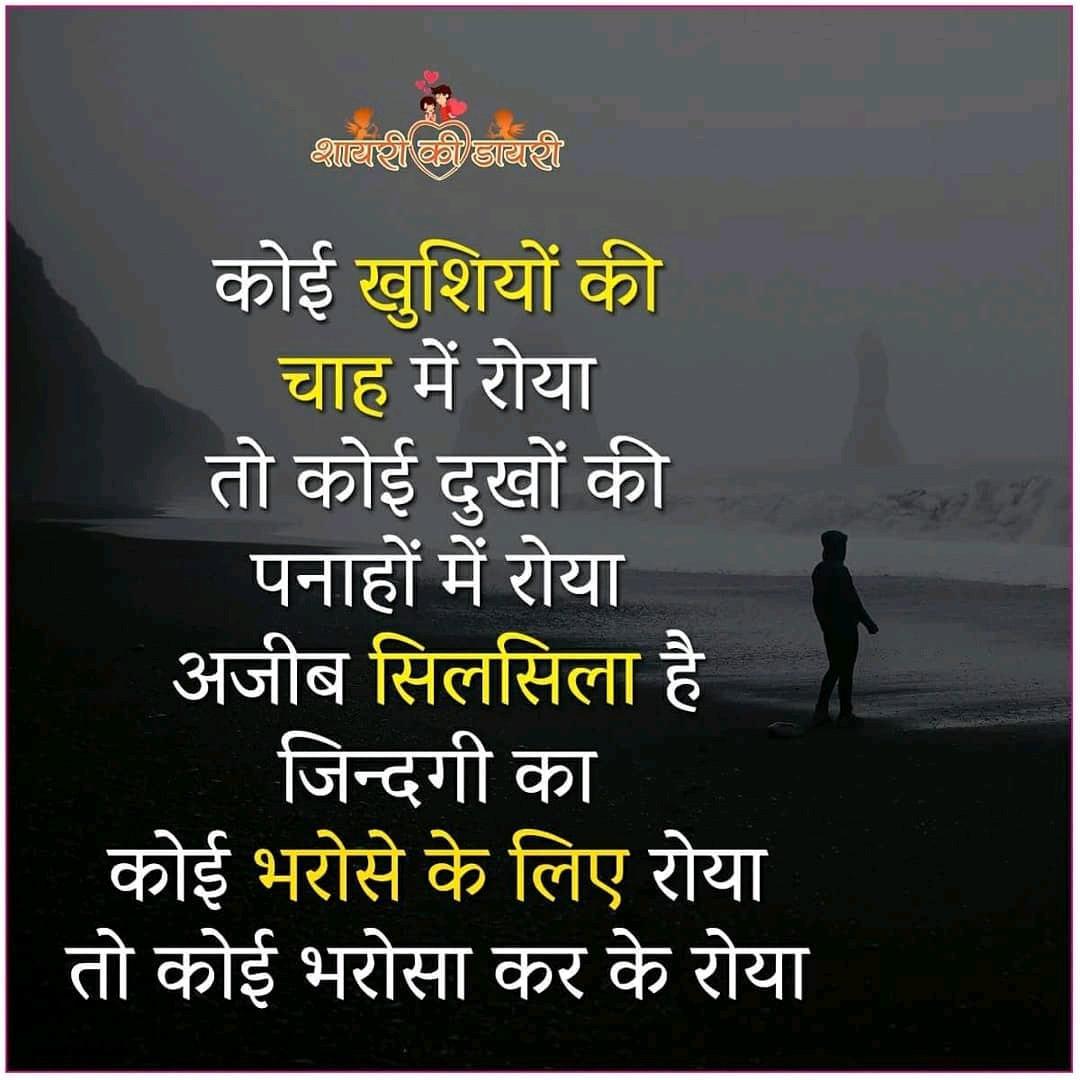 शायरी की डायरी
कोई खुशियों की
चाह में रोया
तो कोई दुखों की
पनाहों में रोया
अजीब सिलसिला है
जिन्दगी का
कोई भरोसे के लिए रोया
तो कोई भरोसा कर के रोया